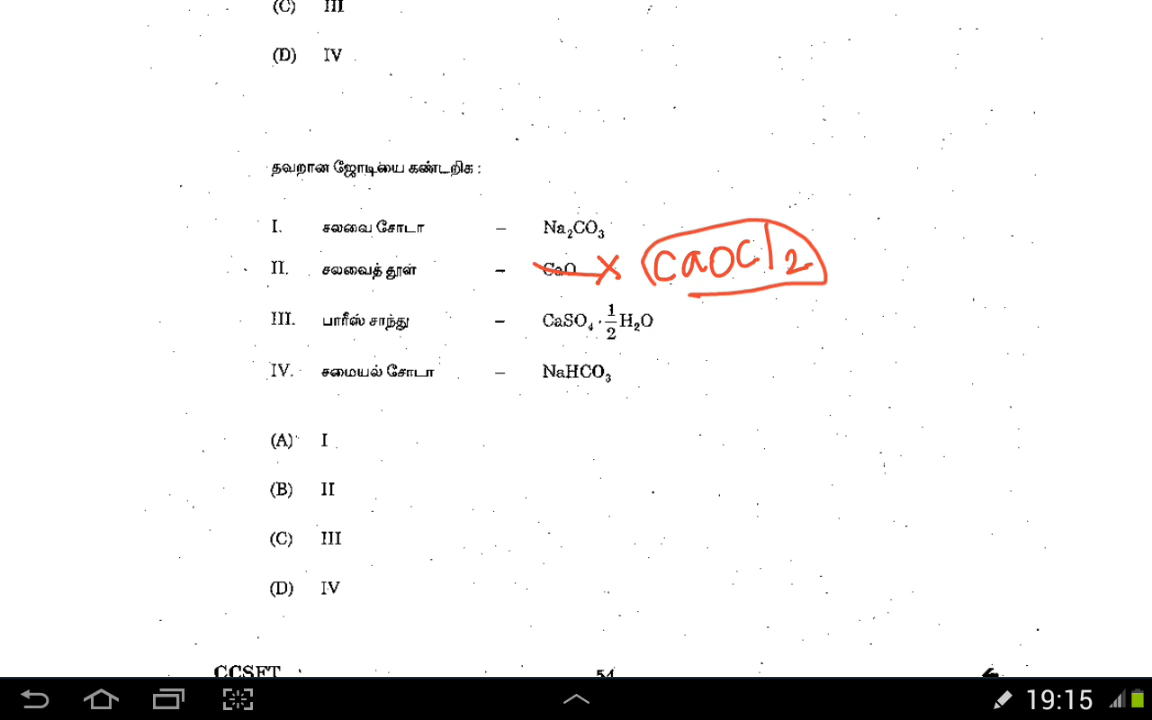 (C) III
(D) IV
தவறான ஜோடியை கண்டறிக :
I. சலவை சோடா – Na₂CO₃
II. சலவைத் தூள் – CaO × CaOCl₂
III. பாரீஸ் சாந்து – CaSO₄ · 1/2 H₂O
IV. சமையல் சோடா – NaHCO₃
(A) I
(B) II
(C) III
(D) IV
CCSET 54
19:15